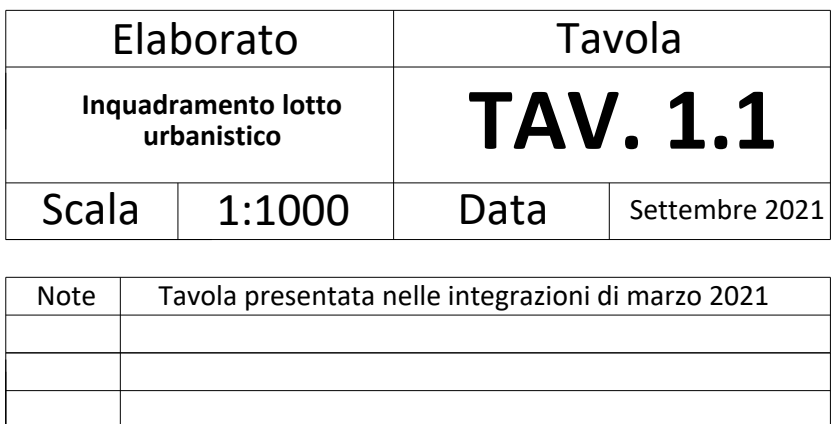 Elaborato Tavola
Inquadramento lotto
urbanistico
TAV. 1.1
Scala 1:1000 Data Settembre 2021
Note Tavola presentata nelle integrazioni di marzo 2021